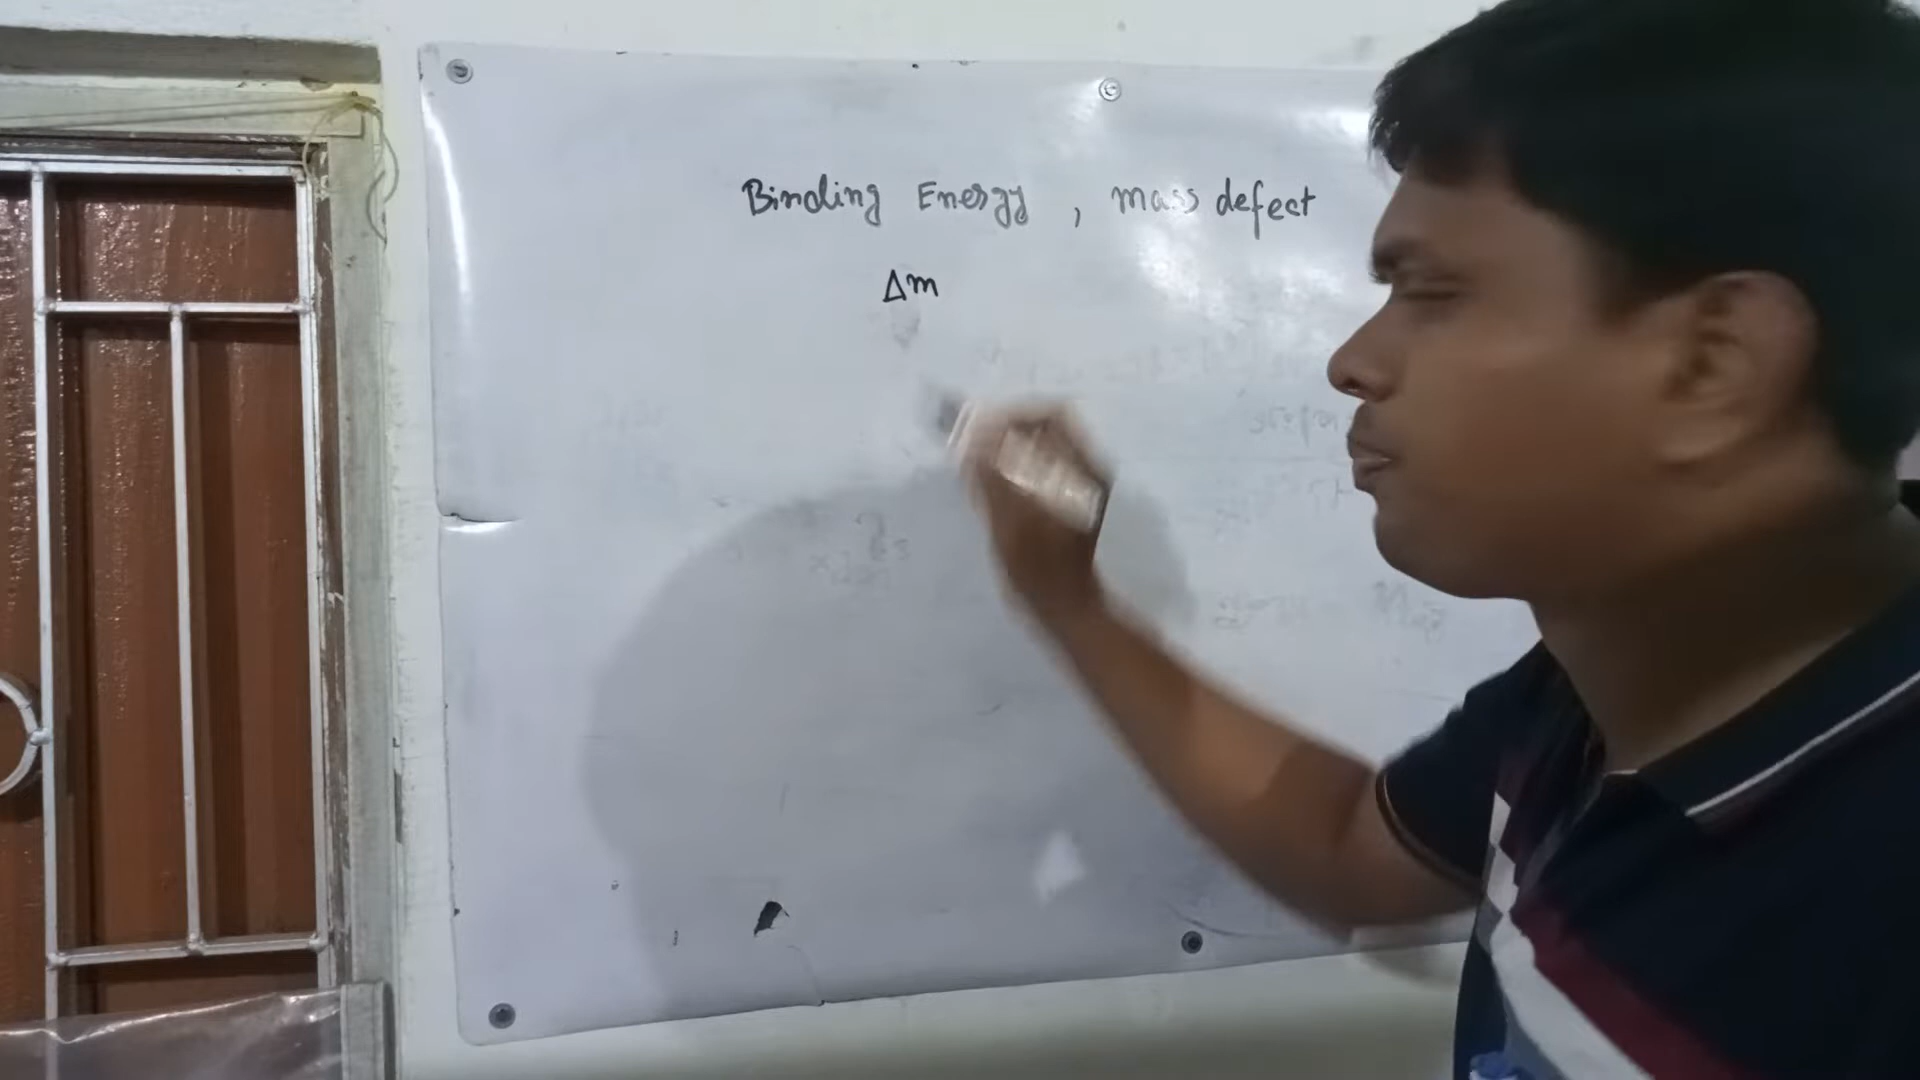 Binding Energy , mass defect
Δm